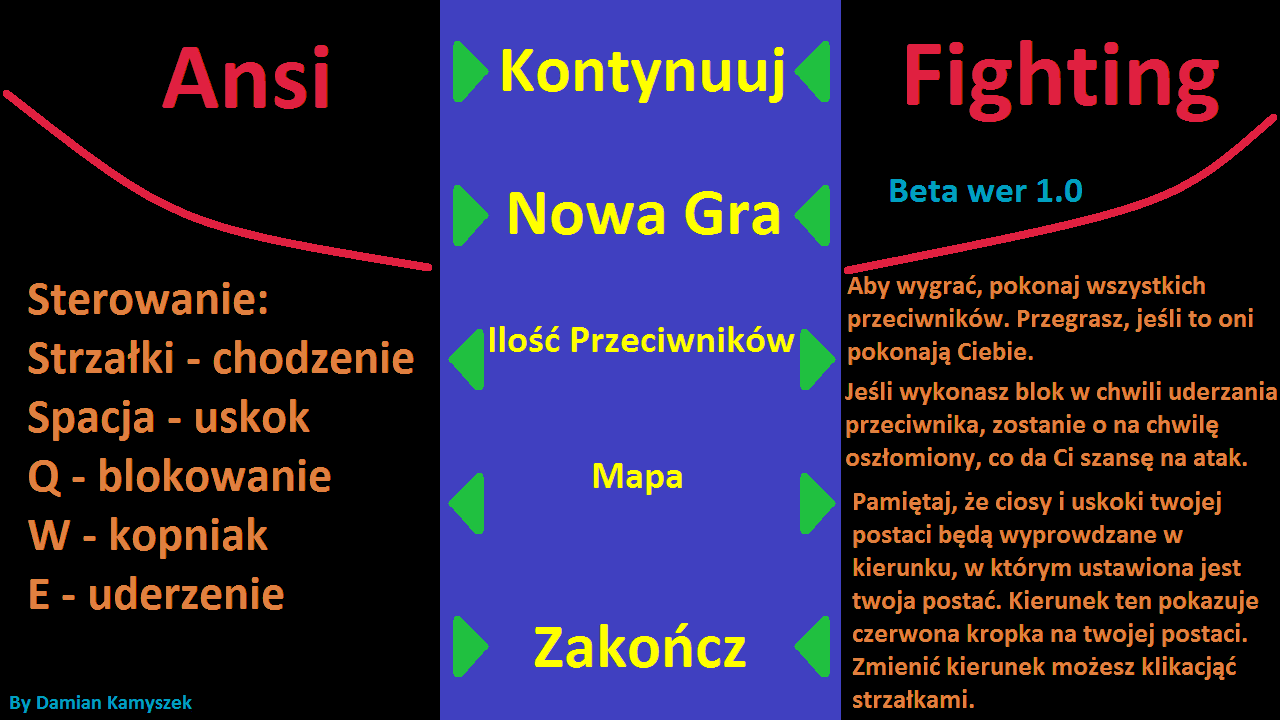 Ansi
Sterowanie:
Strzałki - chodzenie
Spacja - uskok
Q - blokowanie
W - kopniak
E - uderzenie
By Damian Kamyszek
Kontynuuj
Nowa Gra
Ilość Przeciwników
Mapa
Zakończ
Fighting
Beta wer 1.0
Aby wygrać, pokonaj wszystkich
przeciwników. Przegrasz, jeśli to oni
pokonają Ciebie.
Jeśli wykonasz blok w chwili uderzania
przeciwnika, zostanie o na chwilę
oszłomiony, co da Ci szansę na atak.
Pamiętaj, że ciosy i uskoki twojej
postaci będą wyprowdzane w
kierunku, w którym ustawiona jest
twoja postać. Kierunek ten pokazuje
czerwona kropka na twojej postaci.
Zmienić kierunek możesz klikacjąć
strzałkami.